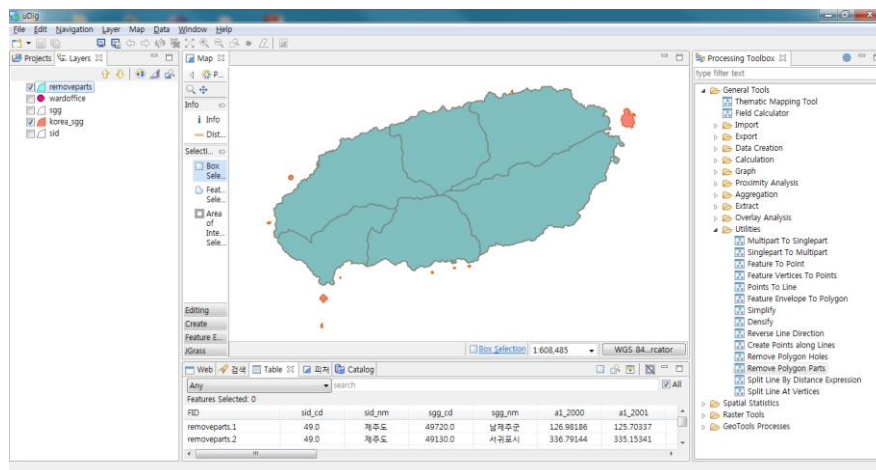 uDig
File Edit Navigation Layer Map Data Window Help
Projects Layers
removeparts
wardoffice
sgg
korea_sgg
sid
Map
P...
Info
Info
Dist...
Selecti...
Box Sele...
Feat... Sele...
Area of Inte... Sele...
Editing
Create
Feature E...
JGrass
Box Selection 1:608,485 WGS 84...rcator
Web 검색 Table 피저 Catalog
Any search All
Features Selected: 0
FID sid_cd sid_nm sgg_cd sgg_nm a1_2000 a1_2001
removeparts.1 49.0 제주도 49720.0 남제주군 126.98186 125.70337
removeparts.2 49.0 제주도 49130.0 서귀포시 336.79144 335.15341
Processing Toolbox
type filter text
General Tools
Thematic Mapping Tool
Field Calculator
Import
Export
Data Creation
Calculation
Graph
Proximity Analysis
Aggregation
Extract
Overlay Analysis
Utilities
Multipart To Singlepart
Singlepart To Multipart
Feature To Point
Feature Vertices To Points
Points To Line
Feature Envelope To Polygon
Simplify
Densify
Reverse Line Direction
Create Points along Lines
Remove Polygon Holes
Remove Polygon Parts
Split Line By Distance Expression
Split Line At Vertices
Spatial Statistics
Raster Tools
GeoTools Processes